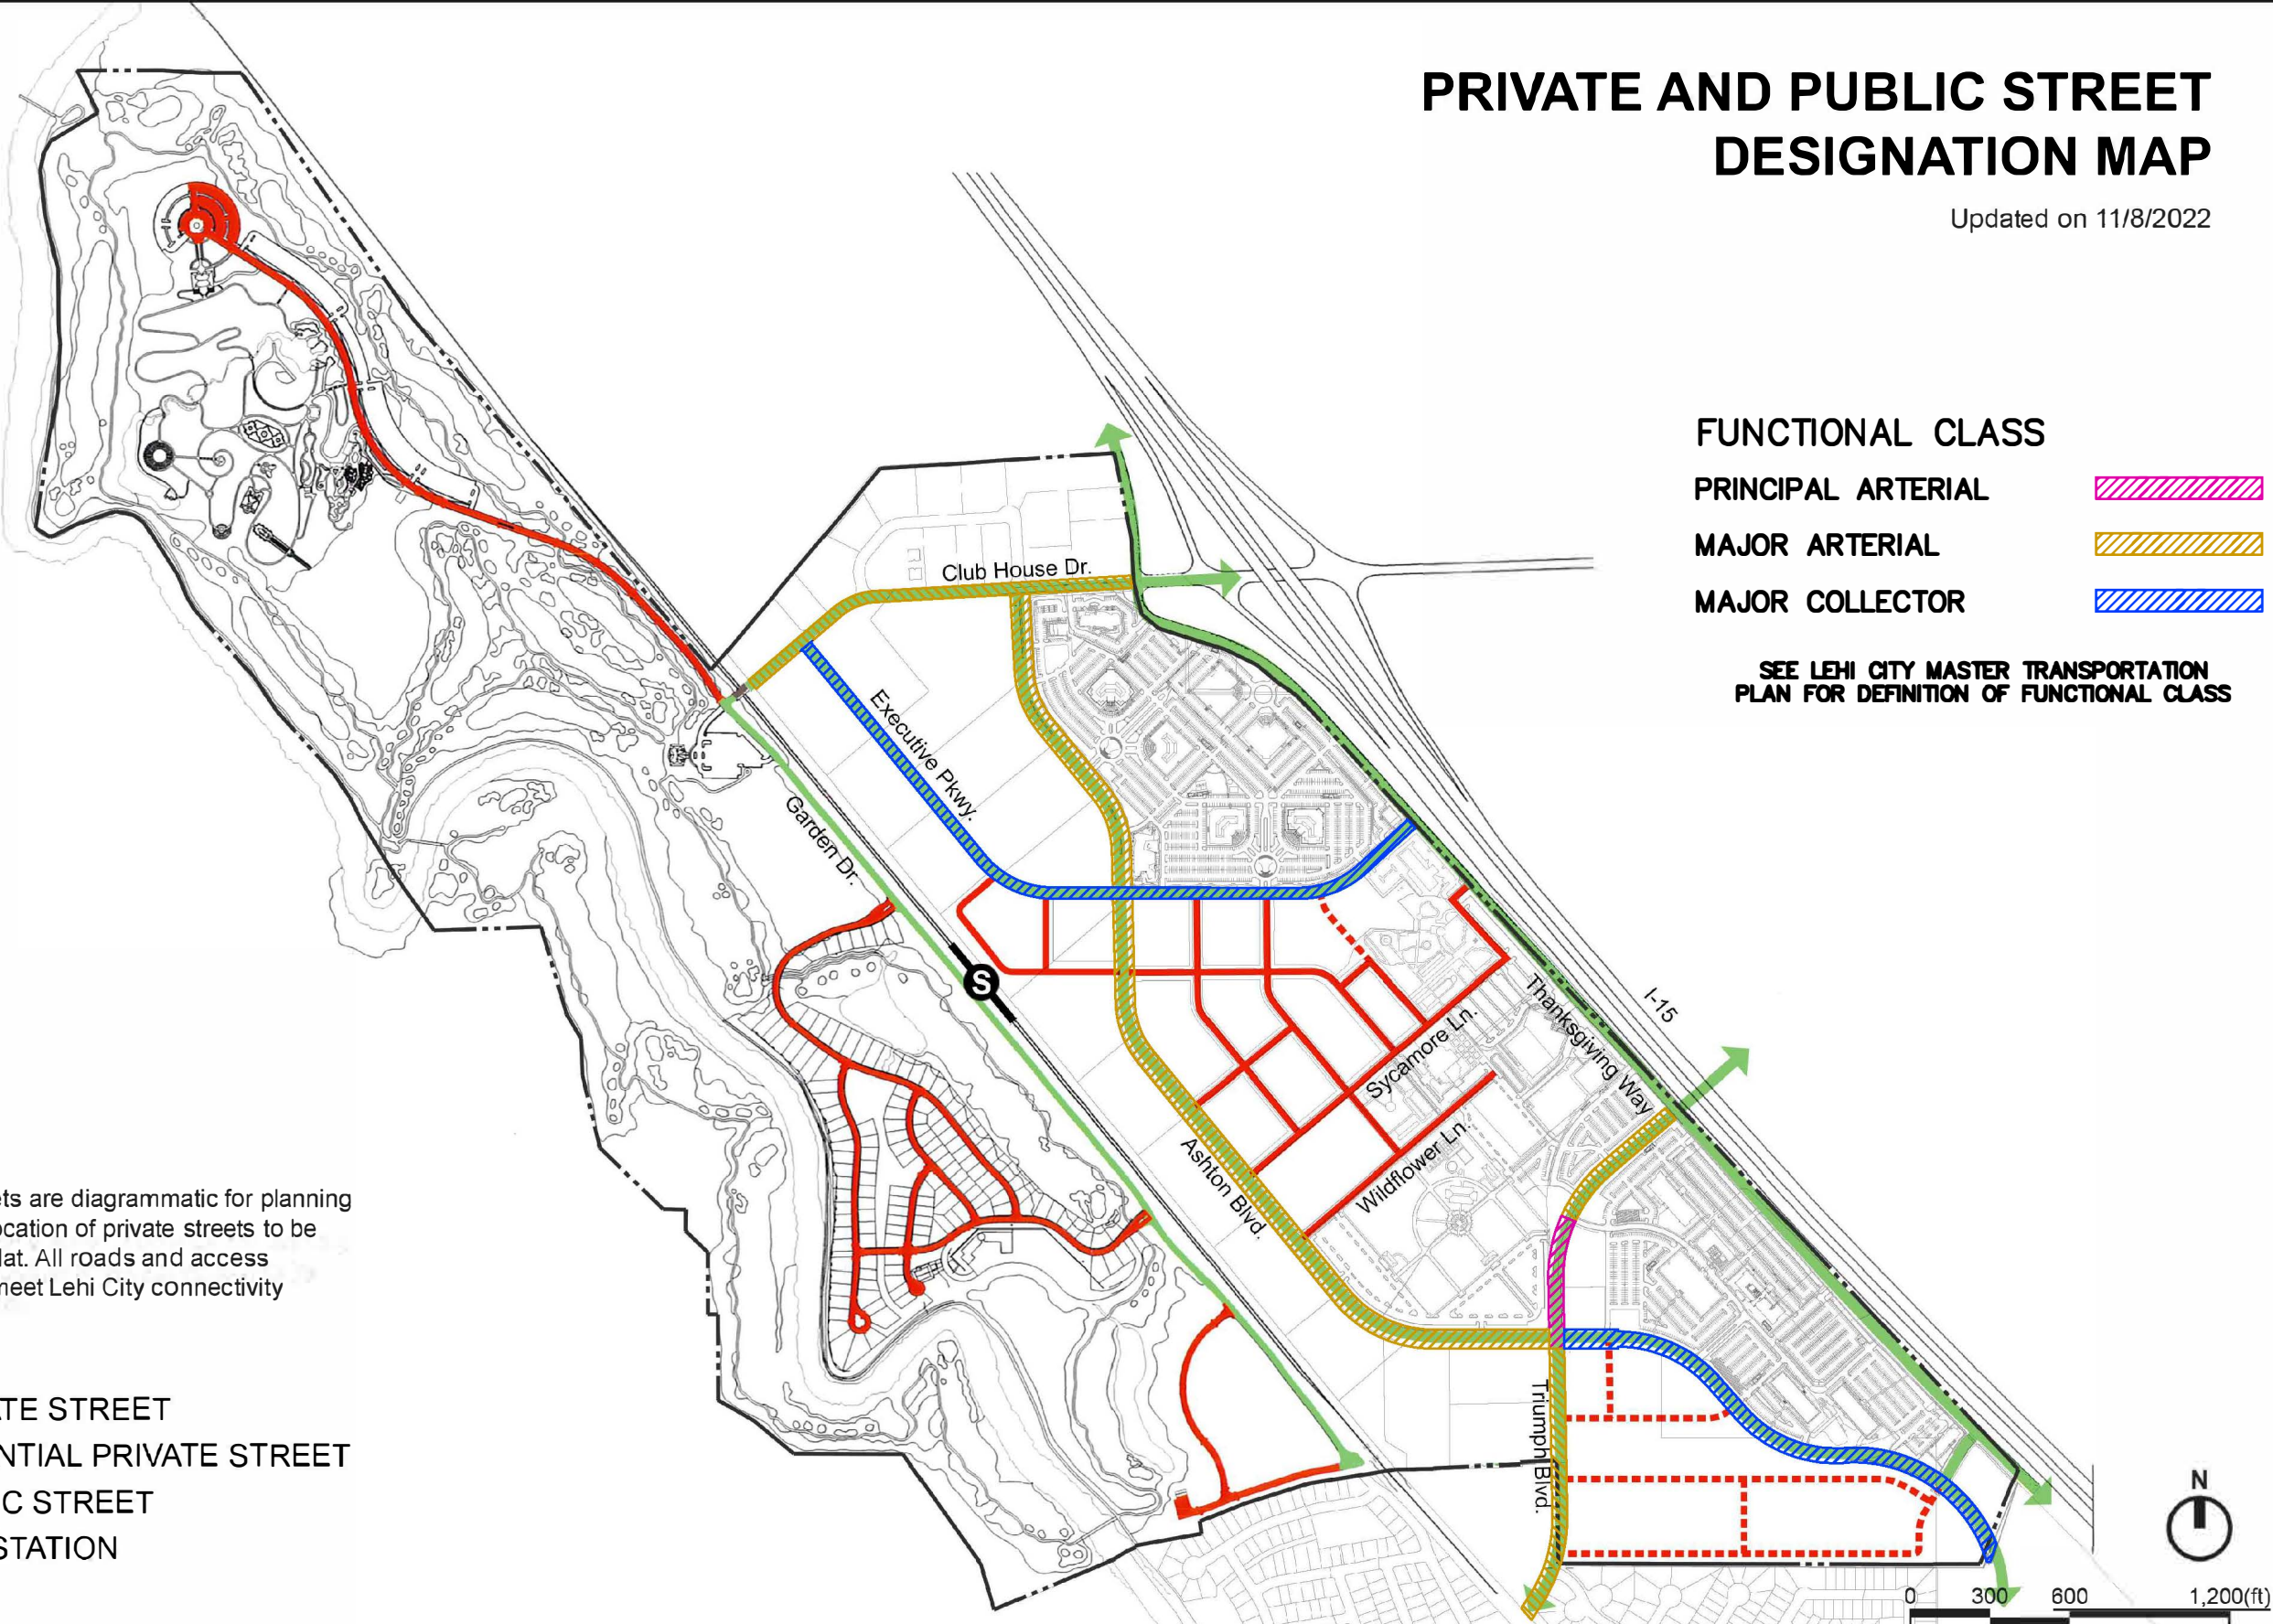 PRIVATE AND PUBLIC STREET
DESIGNATION MAP
Updated on 11/8/2022
FUNCTIONAL CLASS
PRINCIPAL ARTERIAL
MAJOR ARTERIAL
MAJOR COLLECTOR
SEE LEHI CITY MASTER TRANSPORTATION
PLAN FOR DEFINITION OF FUNCTIONAL CLASS
Club House Dr.
Executive Pkwy.
Garden Dr.
S
Thanksgiving Way
I-15
Sycamore Ln.
Wildflower Ln.
Ashton Blvd.
Triumph Blvd.
ets are diagrammatic for planning
ocation of private streets to be
lat. All roads and access
meet Lehi City connectivity
TE STREET
NTIAL PRIVATE STREET
C STREET
STATION
N
0 300 600 1,200(ft)